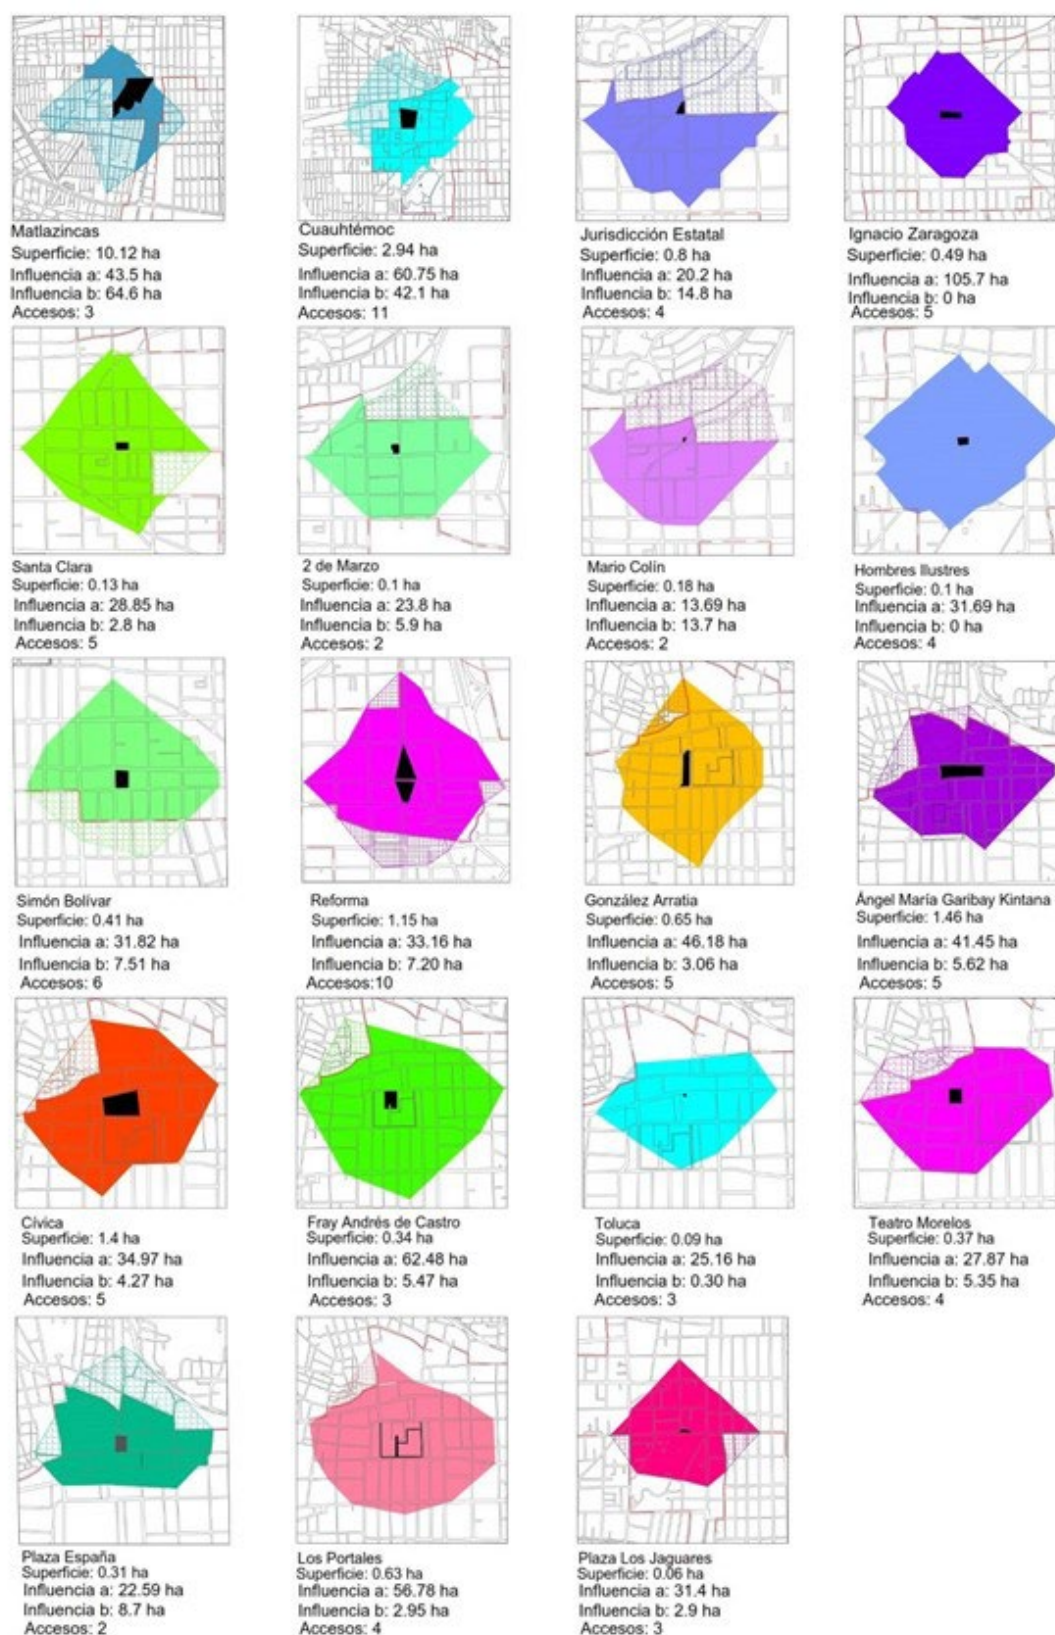 Matlazincas
Superficie: 10.12 ha
Influencia a: 43.5 ha
Influencia b: 64.6 ha
Accesos: 3
Cuauhtémoc
Superficie: 2.94 ha
Influencia a: 60.75 ha
Influencia b: 42.1 ha
Accesos: 11
Jurisdicción Estatal
Superficie: 0.8 ha
Influencia a: 20.2 ha
Influencia b: 14.8 ha
Accesos: 4
Ignacio Zaragoza
Superficie: 0.49 ha
Influencia a: 105.7 ha
Influencia b: 0 ha
Accesos: 5
Santa Clara
Superficie: 0.13 ha
Influencia a: 28.85 ha
Influencia b: 2.8 ha
Accesos: 5
2 de Marzo
Superficie: 0.1 ha
Influencia a: 23.8 ha
Influencia b: 5.9 ha
Accesos: 2
Mario Colín
Superficie: 0.18 ha
Influencia a: 13.69 ha
Influencia b: 13.7 ha
Accesos: 2
Hombres Ilustres
Superficie: 0.1 ha
Influencia a: 31.69 ha
Influencia b: 0 ha
Accesos: 4
Simón Bolívar
Superficie: 0.41 ha
Influencia a: 31.82 ha
Influencia b: 7.51 ha
Accesos: 6
Reforma
Superficie: 1.15 ha
Influencia a: 33.16 ha
Influencia b: 7.20 ha
Accesos:10
González Arratia
Superficie: 0.65 ha
Influencia a: 46.18 ha
Influencia b: 3.06 ha
Accesos: 5
Ángel María Garibay Kintana
Superficie: 1.46 ha
Influencia a: 41.45 ha
Influencia b: 5.62 ha
Accesos: 5
Cívica
Superficie: 1.4 ha
Influencia a: 34.97 ha
Influencia b: 4.27 ha
Accesos: 5
Fray Andrés de Castro
Superficie: 0.34 ha
Influencia a: 62.48 ha
Influencia b: 5.47 ha
Accesos: 3
Toluca
Superficie: 0.09 ha
Influencia a: 25.16 ha
Influencia b: 0.30 ha
Accesos: 3
Teatro Morelos
Superficie: 0.37 ha
Influencia a: 27.87 ha
Influencia b: 5.35 ha
Accesos: 4
Plaza España
Superficie: 0.31 ha
Influencia a: 22.59 ha
Influencia b: 8.7 ha
Accesos: 2
Los Portales
Superficie: 0.63 ha
Influencia a: 56.78 ha
Influencia b: 2.95 ha
Accesos: 4
Plaza Los Jaguares
Superficie: 0.06 ha
Influencia a: 31.4 ha
Influencia b: 2.9 ha
Accesos: 3